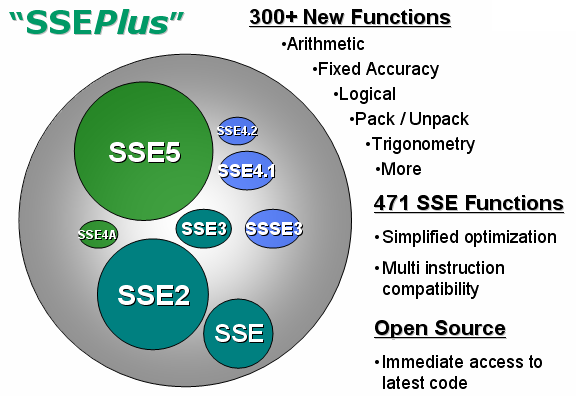 “SSEPlus”
300+ New Functions
•Arithmetic
•Fixed Accuracy
•Logical
•Pack / Unpack
•Trigonometry
•More
471 SSE Functions
•Simplified optimization
•Multi instruction
compatibility
Open Source
•Immediate access to
latest code
SSE5
SSE4.2
SSE4.1
SSE4A
SSE3
SSSE3
SSE2
SSE